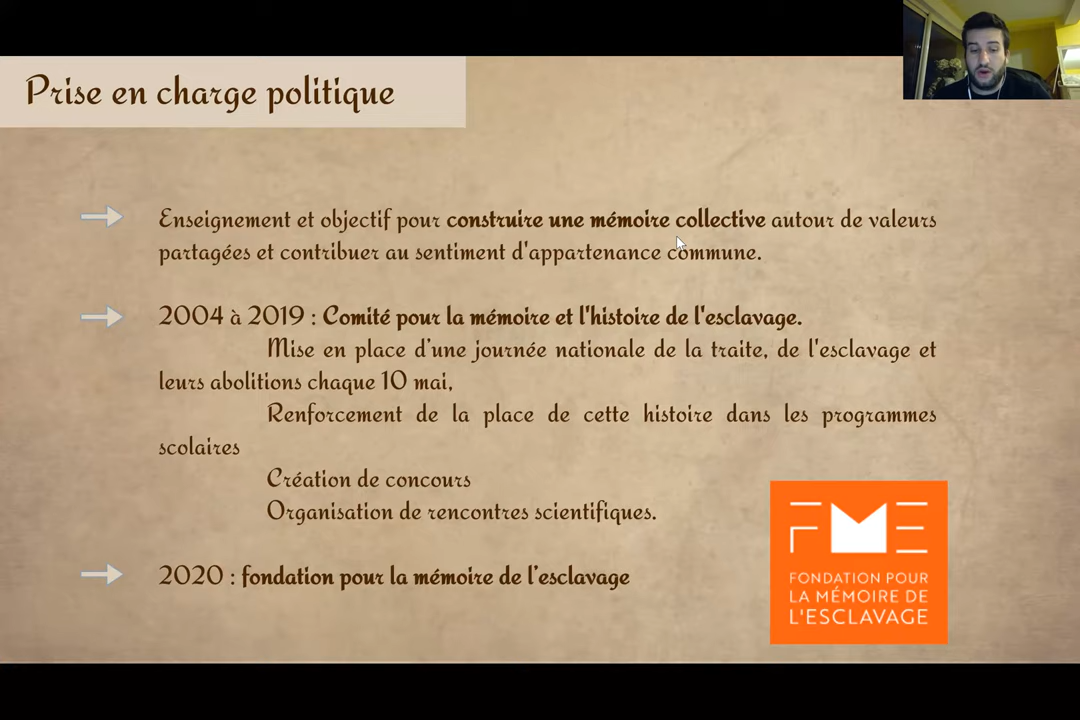 Prise en charge politique
Enseignement et objectif pour construire une mémoire collective autour de valeurs
partagées et contribuer au sentiment d'appartenance commune.
2004 à 2019 : Comité pour la mémoire et l'histoire de l'esclavage.
Mise en place d’une journée nationale de la traite, de l'esclavage et
leurs abolitions chaque 10 mai,
Renforcement de la place de cette histoire dans les programmes
scolaires
Création de concours
Organisation de rencontres scientifiques.
2020 : fondation pour la mémoire de l’esclavage
FME
FONDATION POUR
LA MÉMOIRE DE
L'ESCLAVAGE